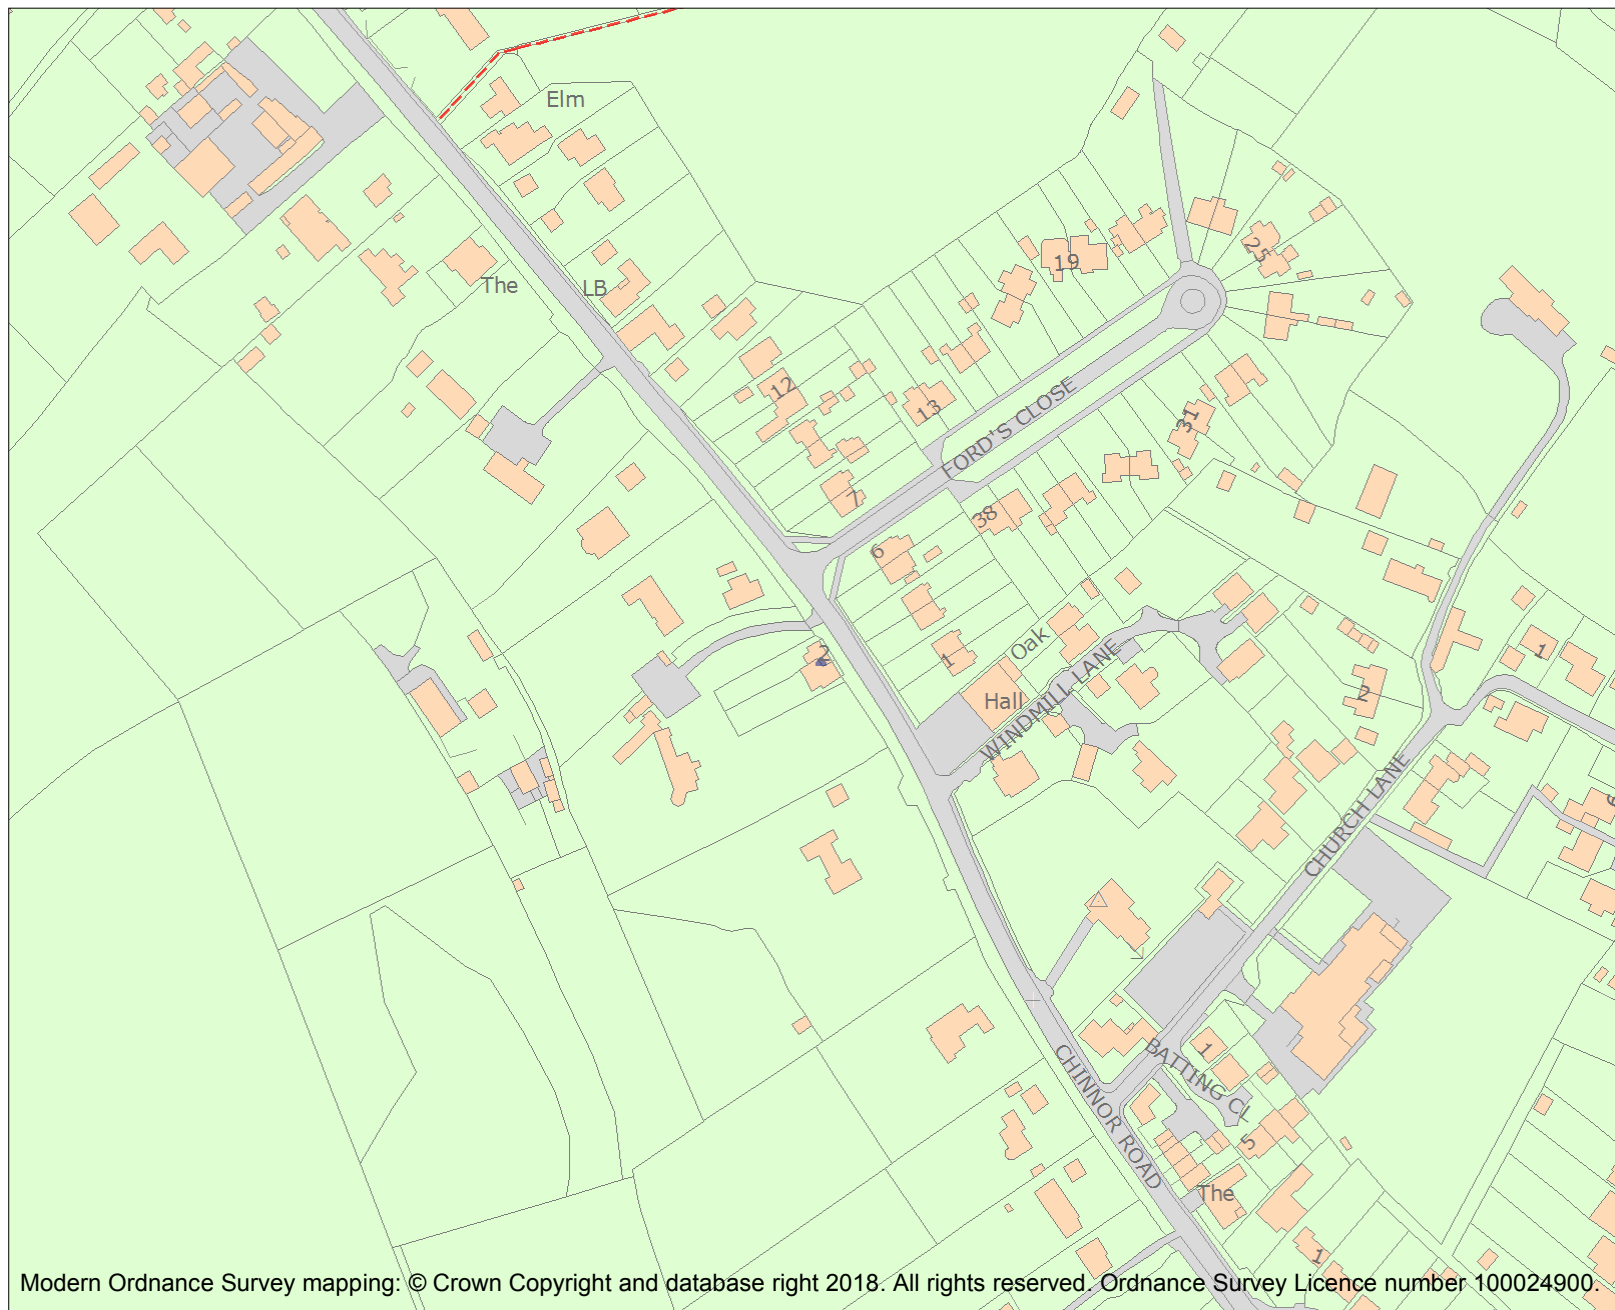 Elm
The
LB
19
25
12
13
FORD'S CLOSE
31
7
38
6
2
1
Oak
Hall
WINDMILL LANE
1
2
CHURCH LANE
1
BATTING CL
CHINNOR ROAD
5
The
1
Modern Ordnance Survey mapping: © Crown Copyright and database right 2018. All rights reserved. Ordnance Survey Licence number 100024900.